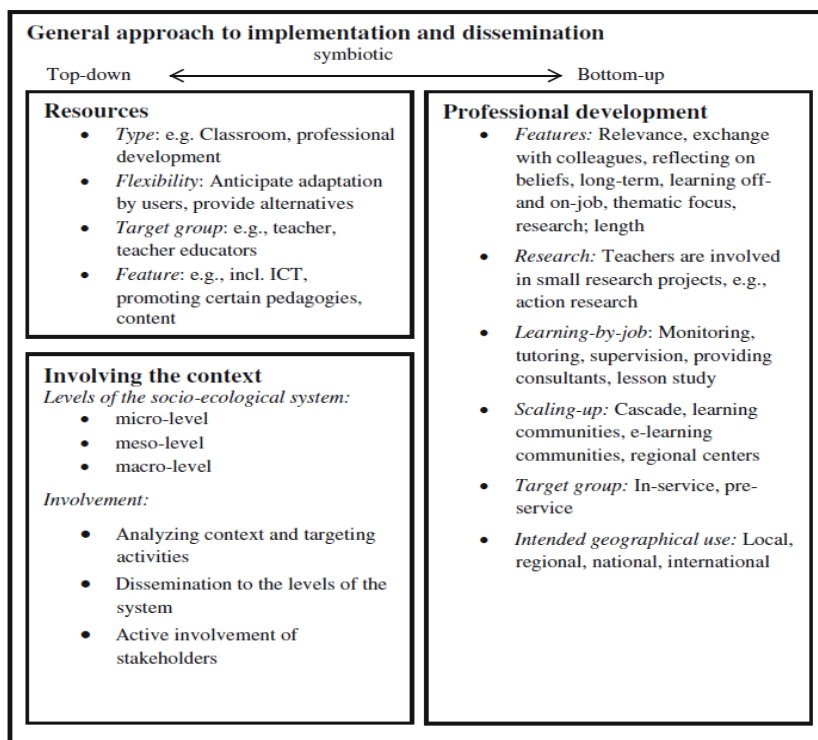 General approach to implementation and dissemination
symbiotic
Top-down
Bottom-up
Resources
• Type: e.g. Classroom, professional
development
• Flexibility: Anticipate adaptation
by users, provide alternatives
• Target group: e.g., teacher,
teacher educators
• Feature: e.g., incl. ICT,
promoting certain pedagogies,
content
Involving the context
Levels of the socio-ecological system:
• micro-level
• meso-level
• macro-level
Involvement:
• Analyzing context and targeting
activities
• Dissemination to the levels of the
system
• Active involvement of
stakeholders
Professional development
• Features: Relevance, exchange
with colleagues, reflecting on
beliefs, long-term, learning off-
and on-job, thematic focus,
research; length
• Research: Teachers are involved
in small research projects, e.g.,
action research
• Learning-by-job: Monitoring,
tutoring, supervision, providing
consultants, lesson study
• Scaling-up: Cascade, learning
communities, e-learning
communities, regional centers
• Target group: In-service, pre-
service
• Intended geographical use: Local,
regional, national, international